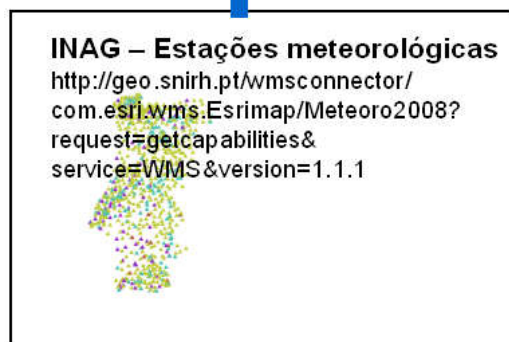 INAG – Estações meteorológicas
http://geo.snirh.pt/wmsconnector/
com.esri.wms.Esrimap/Meteoro2008?
request=getcapabilities&
service=WMS&version=1.1.1